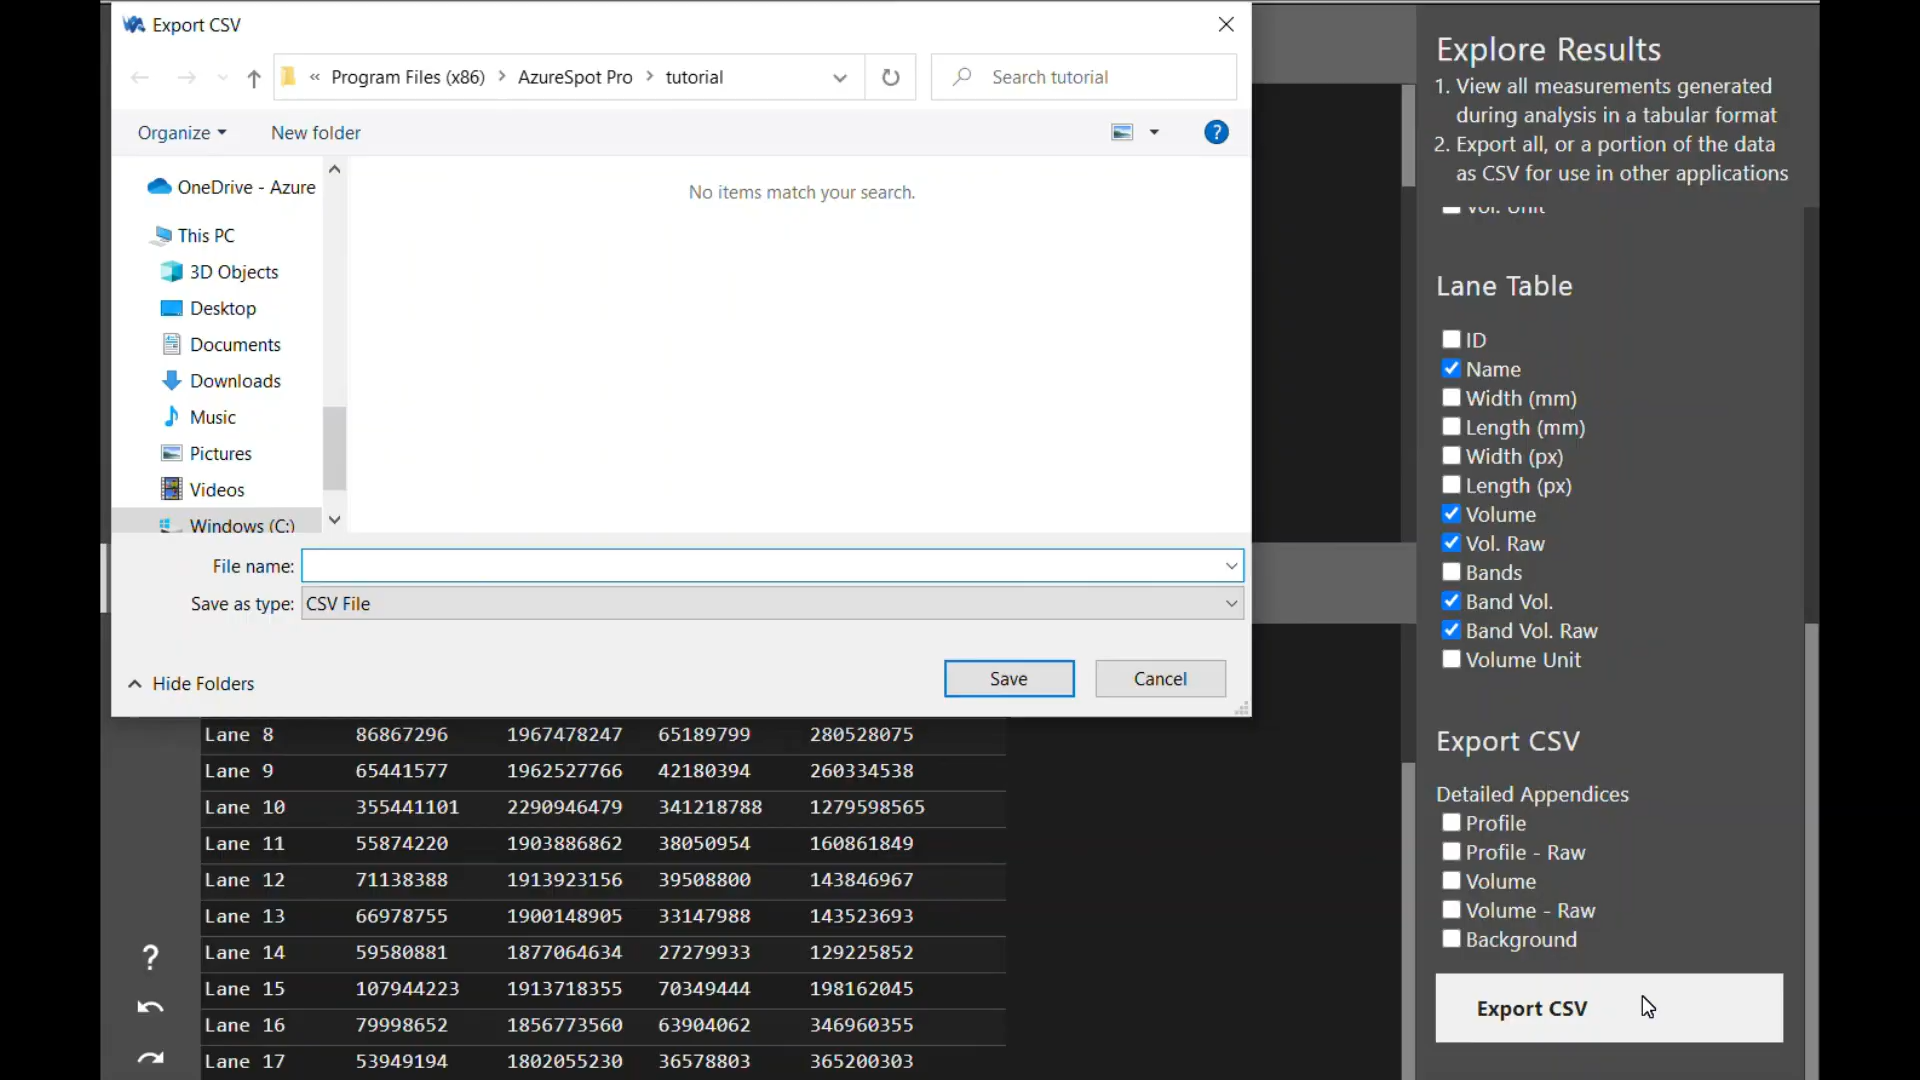 Export CSV
« Program Files (x86) > AzureSpot Pro > tutorial
Search tutorial
Organize
New folder
?
OneDrive - Azure
This PC
3D Objects
Desktop
Documents
Downloads
Music
Pictures
Videos
Windows (C:)
No items match your search.
File name:
Save as type: CSV File
Hide Folders
Save
Cancel
Lane 8 86867296 1967478247 65189799 280528075
Lane 9 65441577 1962527766 42180394 260334538
Lane 10 355441101 2290946479 341218788 1279598565
Lane 11 55874220 1903886862 38050954 160861849
Lane 12 71138388 1913923156 39508800 143846967
Lane 13 66978755 1900148905 33147988 143523693
Lane 14 59580881 1877064634 27279933 129225852
Lane 15 107944223 1913718355 70349444 198162045
Lane 16 79998652 1856773560 63904062 346960355
Lane 17 53949194 1802055230 36578803 365200303
?
Explore Results
1. View all measurements generated
during analysis in a tabular format
2. Export all, or a portion of the data
as CSV for use in other applications
Vol. Unit
Lane Table
ID
Name
Width (mm)
Length (mm)
Width (px)
Length (px)
Volume
Vol. Raw
Bands
Band Vol.
Band Vol. Raw
Volume Unit
Export CSV
Detailed Appendices
Profile
Profile - Raw
Volume
Volume - Raw
Background
Export CSV